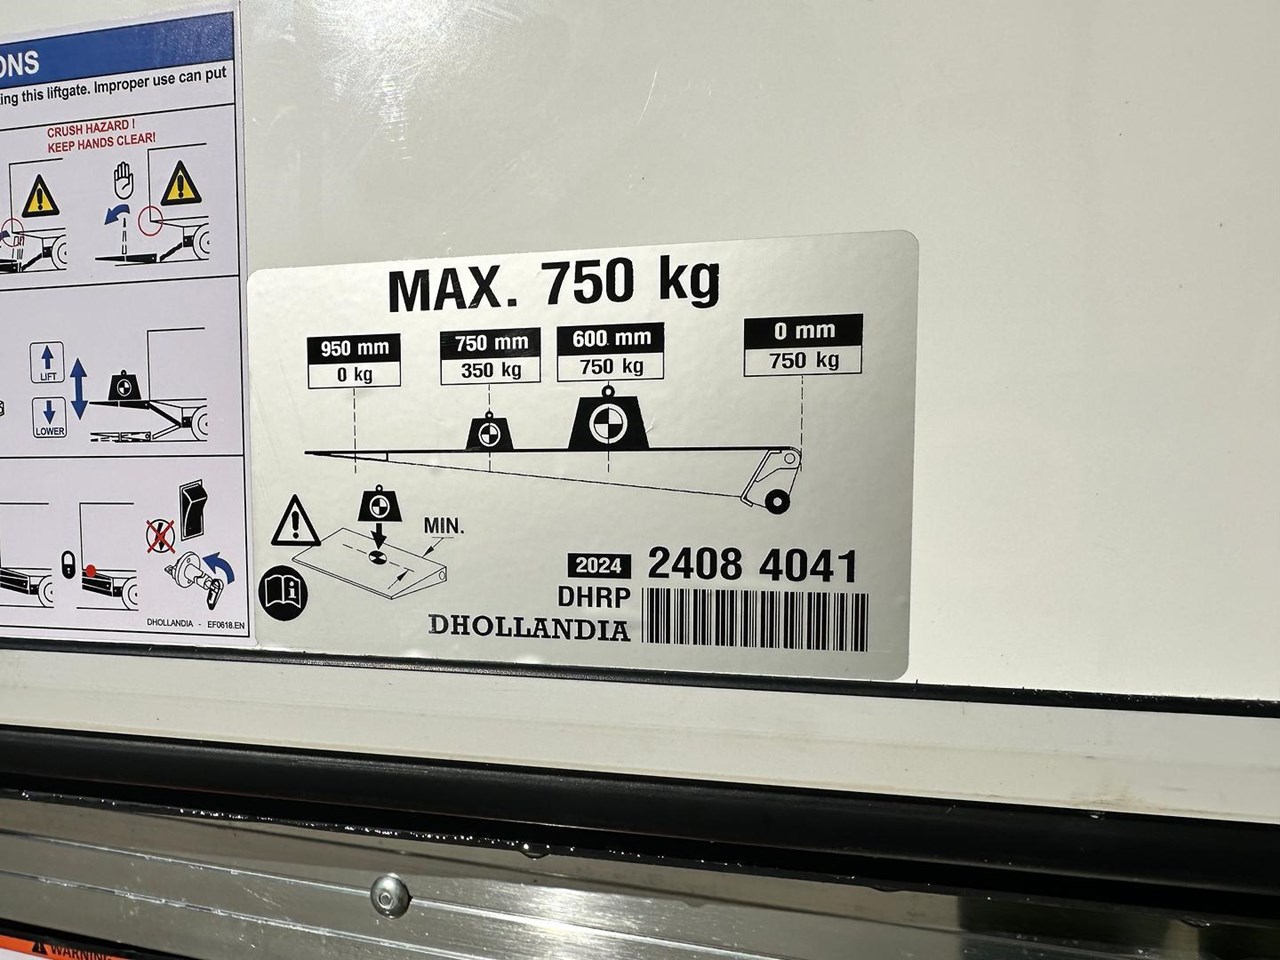 ONS
ing this liftgate. Improper use can put
CRUSH HAZARD !
KEEP HANDS CLEAR!
LIFT
LOWER
DHOLLANDIA - EF0618.EN
MAX. 750 kg
950 mm
0 kg
750 mm
350 kg
600 mm
750 kg
0 mm
750 kg
MIN.
2024 2408 4041
DHRP
DHOLLANDIA
WARNING